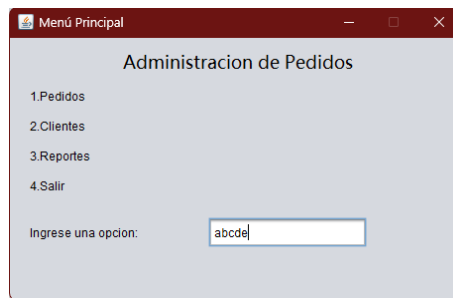 Menú Principal
Administracion de Pedidos
1.Pedidos
2.Clientes
3.Reportes
4.Salir
Ingrese una opcion: abcde